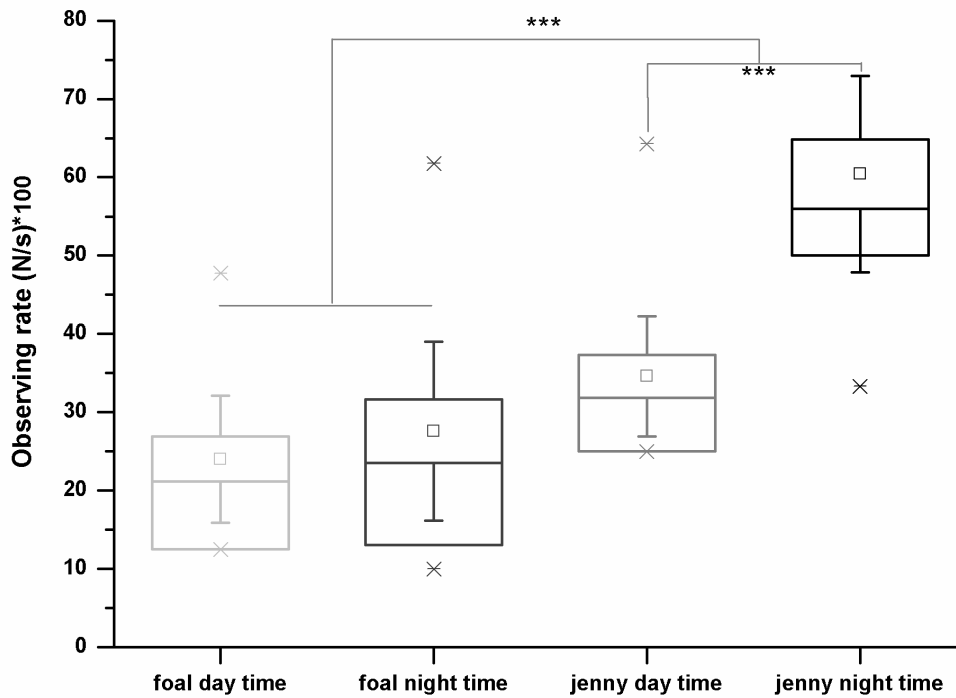 ***
***
80
70
60
50
40
30
20
10
0
Observing rate (N/s)*100
foal day time
foal night time
jenny day time
jenny night time